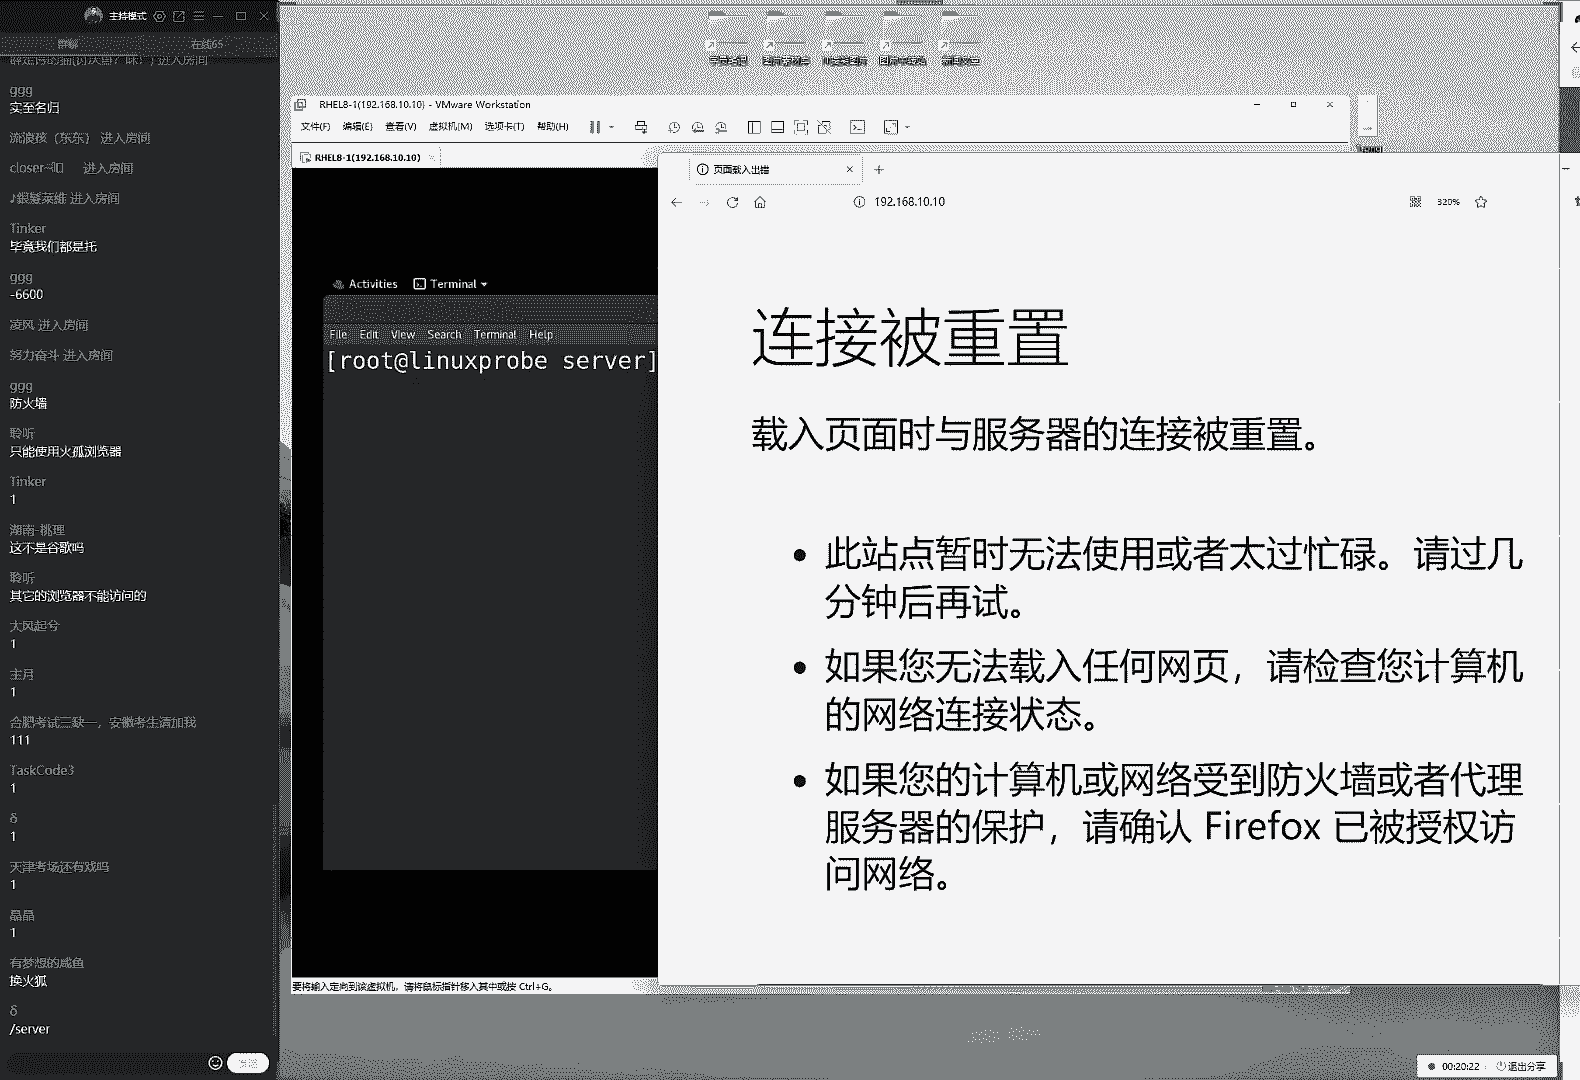 主持模式
群聊
在线65
进入房间
ggg
实至名归
流浪孩（东东） 进入房间
closer
进入房间
♪銀髮萊維 进入房间
Tinker
毕竟我们都是托
ggg
-6600
凌风 进入房间
努力奋斗 进入房间
ggg
防火墙
聆听
只能使用火孤浏览器
Tinker
1
湖南-桃理
这不是谷歌吗
聆听
其它的浏览器不能访问的
大风起兮
1
主月
1
合肥考试三缺一，安徽考生请加我
111
TaskCode3
1
δ
1
天津考场还有戏吗
1
晶晶
1
有梦想的咸鱼
换火狐
δ
/server
发送
RHEL8-1(192.168.10.10) - VMware Workstation
文件(F) 编辑(E) 查看(V) 虚拟机(M) 选项卡(T) 帮助(H)
RHEL8-1(192.168.10.10)
Activities Terminal
File Edit View Search Terminal Help
[root@linuxprobe server]
要将输入定向到该虚拟机，请将鼠标指针移入其中或按 Ctrl+G。
页面载入出错
192.168.10.10
320%
连接被重置
载入页面时与服务器的连接被重置。
此站点暂时无法使用或者太过忙碌。请过几
分钟后再试。
如果您无法载入任何网页，请检查您计算机
的网络连接状态。
如果您的计算机或网络受到防火墙或者代理
服务器的保护，请确认 Firefox 已被授权访
问网络。
00:20:22
退出分享